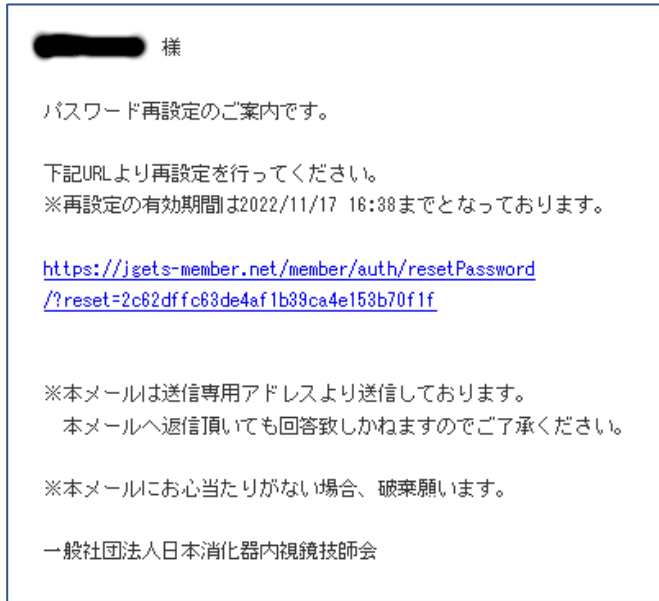 様
パスワード再設定のご案内です。
下記URLより再設定を行ってください。
※再設定の有効期間は2022/11/17 16:38までとなっております。
https://jgets-member.net/member/auth/resetPassword
/?reset=2c62dffc63de4af1b39ca4e153b70f1f
※本メールは送信専用アドレスより送信しております。
本メールへ返信頂いても回答致しかねますのでご了承ください。
※本メールにお心当たりがない場合、破棄願います。
一般社団法人日本消化器内視鏡技師会